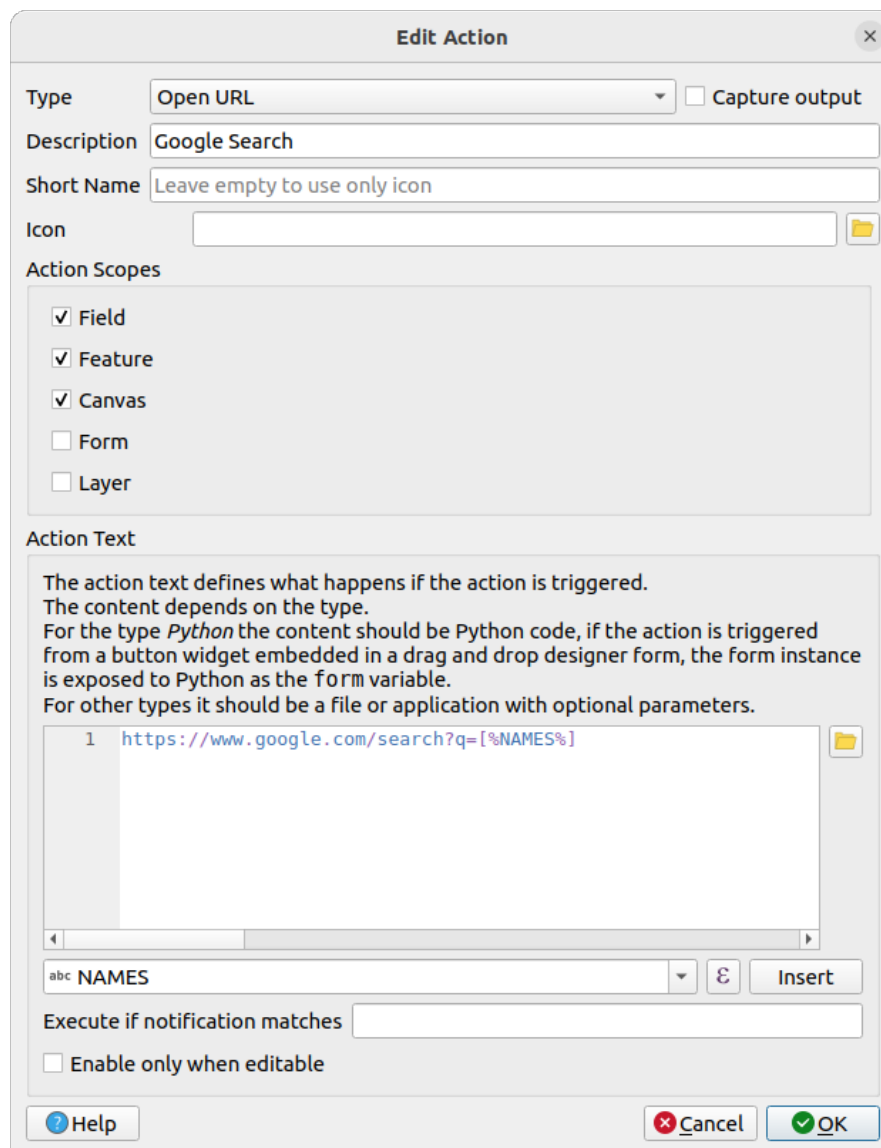 Edit Action
Type Open URL Capture output
Description Google Search
Short Name Leave empty to use only icon
Icon
Action Scopes
Field
Feature
Canvas
Form
Layer
Action Text
The action text defines what happens if the action is triggered.
The content depends on the type.
For the type Python the content should be Python code, if the action is triggered
from a button widget embedded in a drag and drop designer form, the form instance
is exposed to Python as the form variable.
For other types it should be a file or application with optional parameters.
1 https://www.google.com/search?q=[%NAMES%]
abc NAMES ε Insert
Execute if notification matches
Enable only when editable
? Help Cancel OK